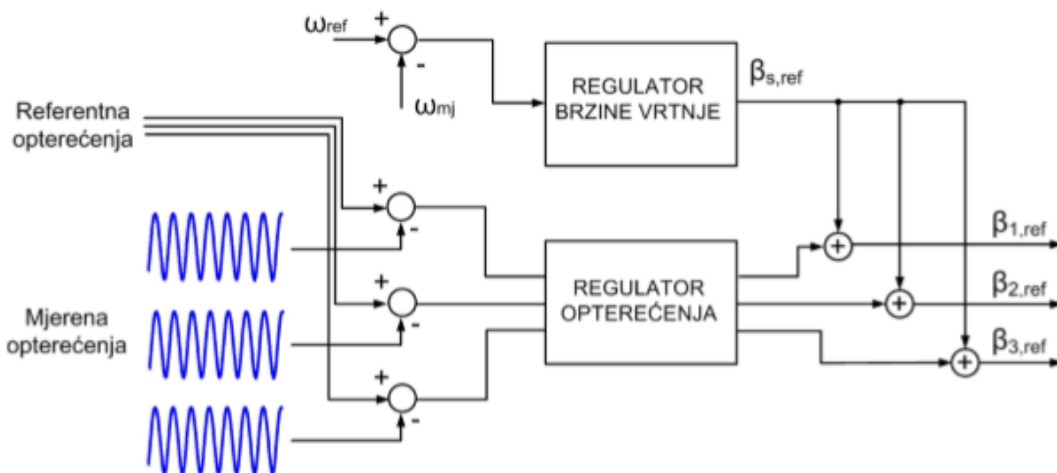 ωref
+
-
ωmj
REGULATOR
BRZINE VRTNJE
βs,ref
Referentna
opterećenja
+
-
Mjerena
opterećenja
+
-
+
-
REGULATOR
OPTEREĆENJA
+
β1,ref
+
β2,ref
+
β3,ref